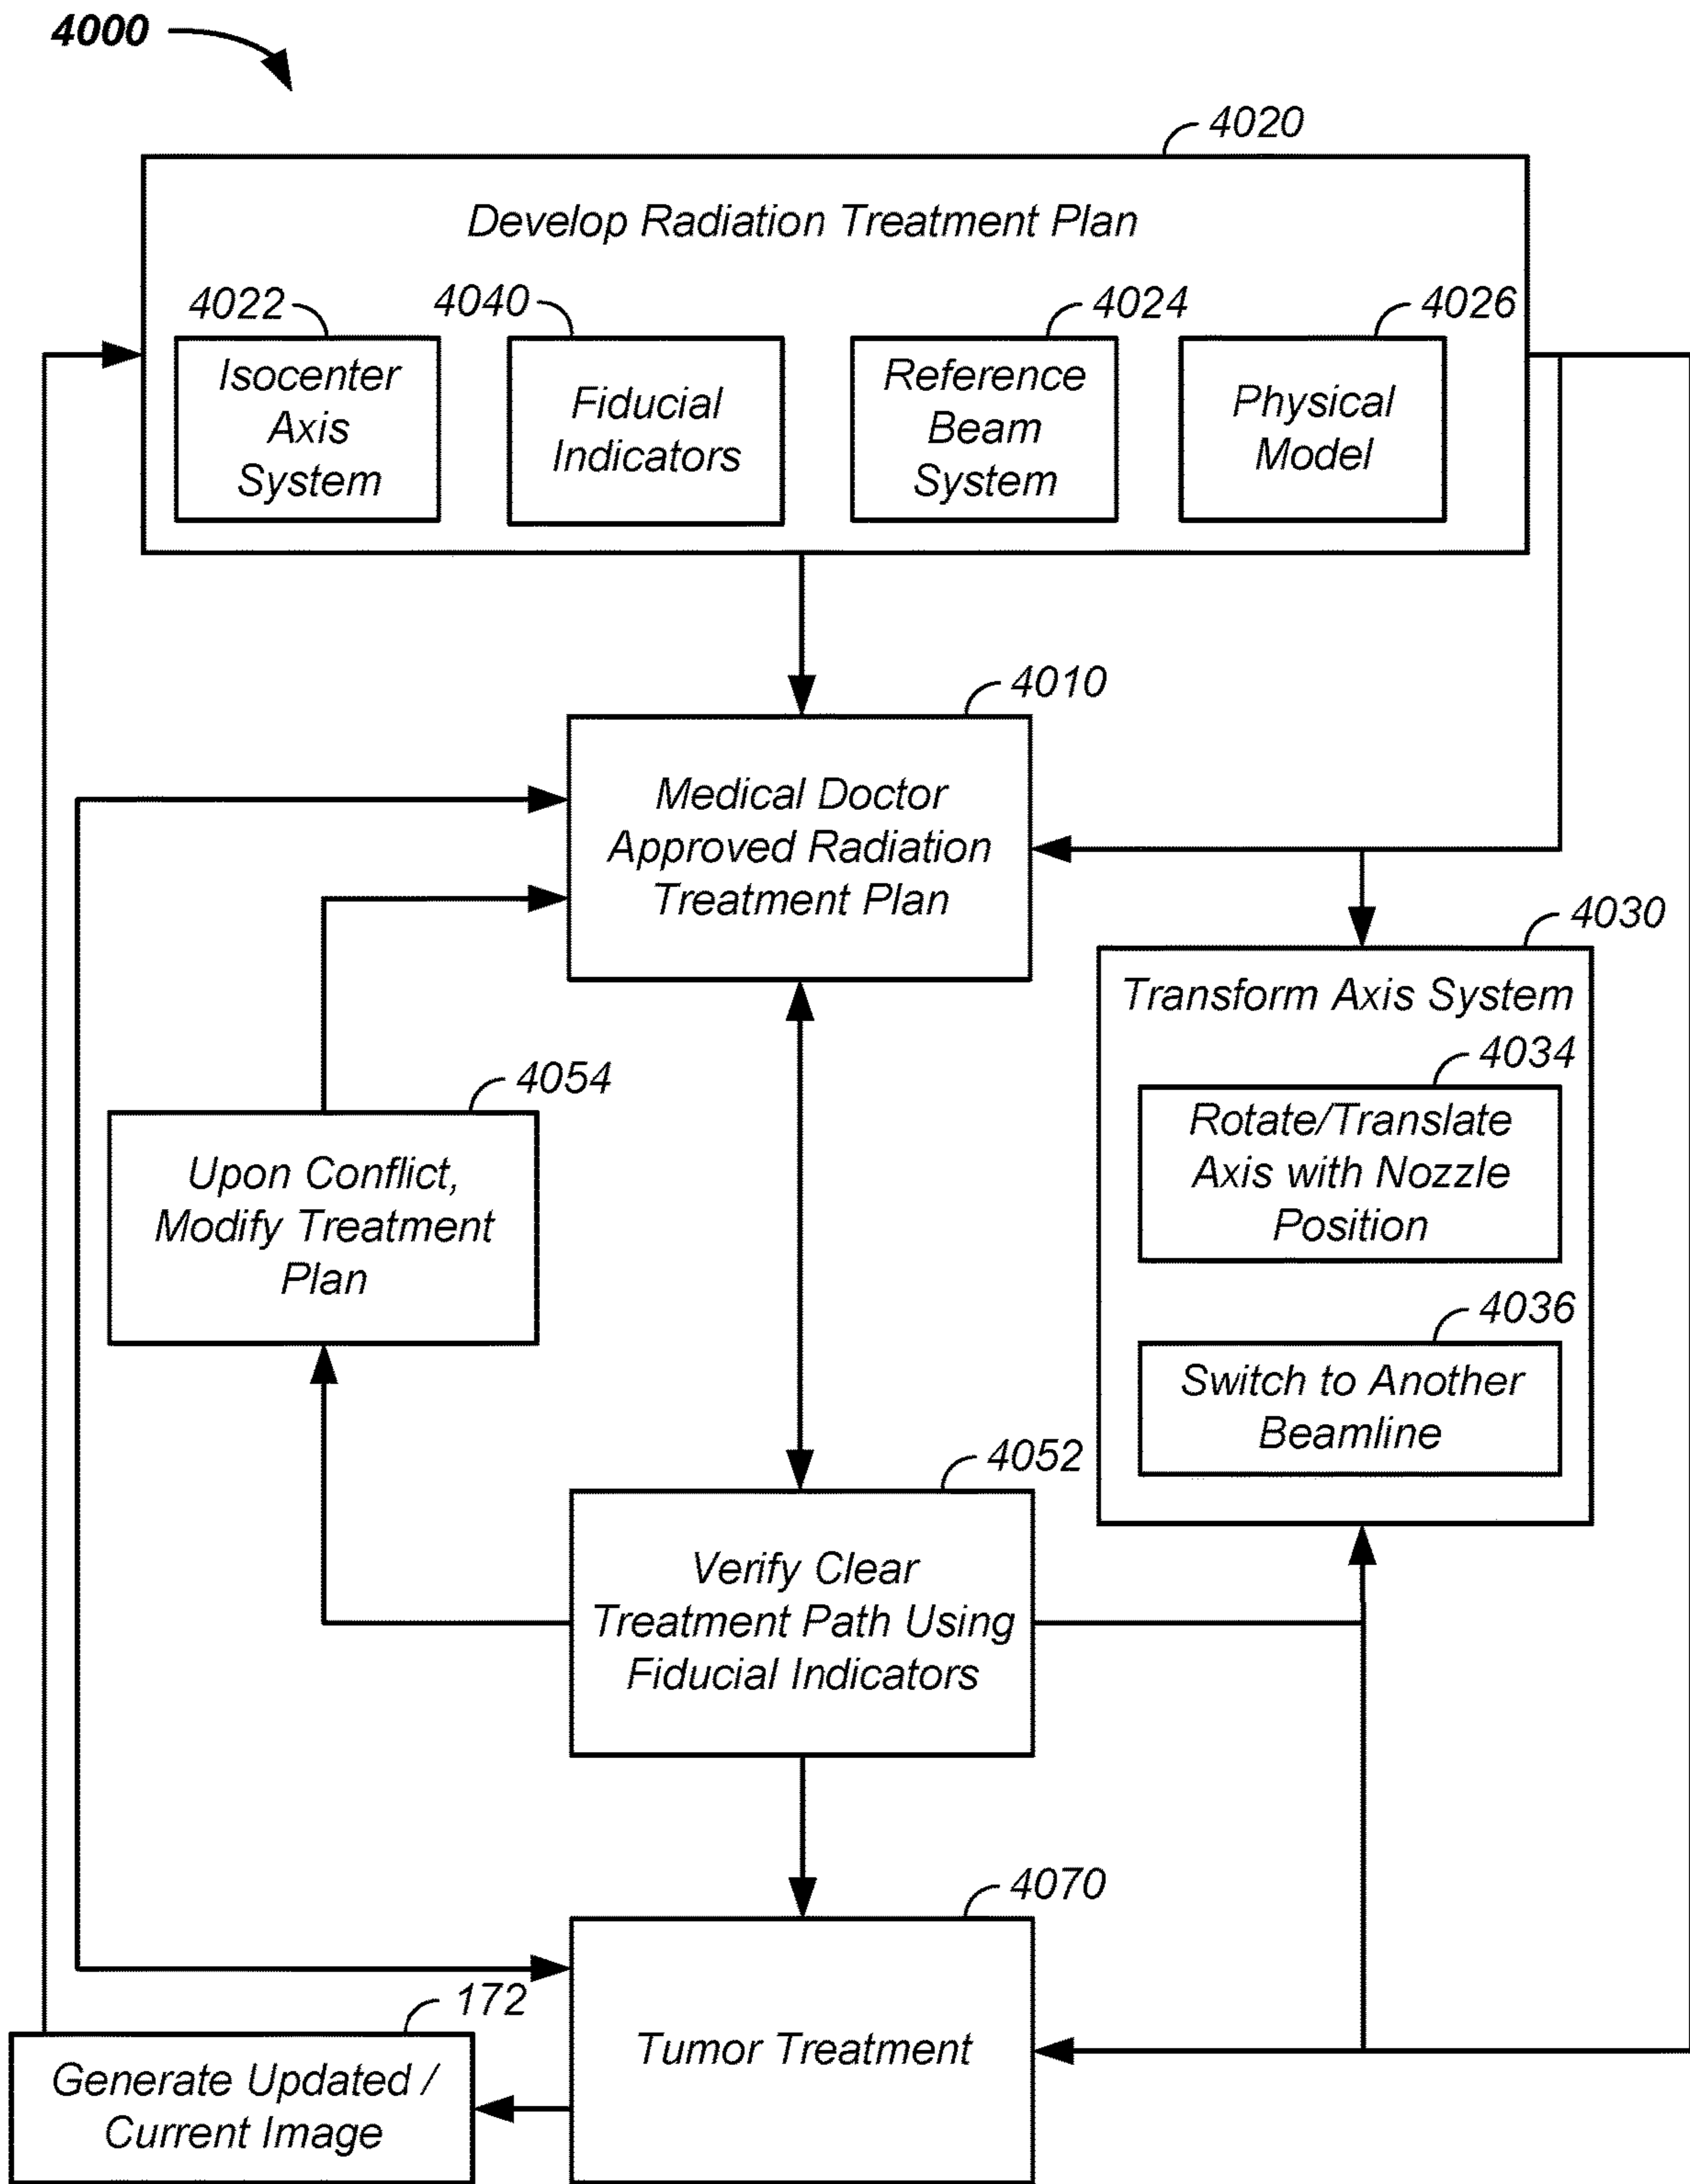 4000
4020
Develop Radiation Treatment Plan
4022
4040
4024
4026
Isocenter
Axis
System
Fiducial
Indicators
Reference
Beam
System
Physical
Model
4010
Medical Doctor
Approved Radiation
Treatment Plan
4030
Transform Axis System
4034
Rotate/Translate
Axis with Nozzle
Position
4036
Switch to Another
Beamline
4054
Upon Conflict,
Modify Treatment
Plan
4052
Verify Clear
Treatment Path Using
Fiducial Indicators
4070
Tumor Treatment
172
Generate Updated /
Current Image